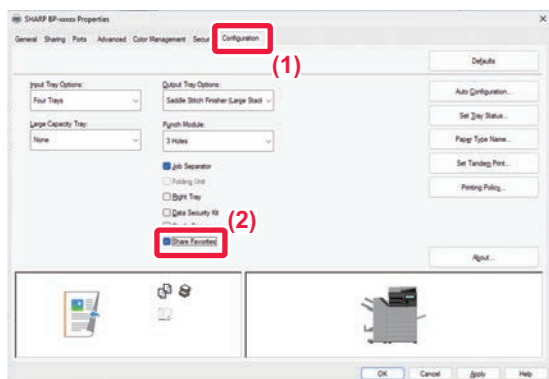 SHARP BP-xxxxx Properties
General Sharing Ports Advanced Color Management Secur Configuration
(1)
Defaults
Input Tray Options:
Output Tray Options:
Four Trays
Saddle Stitch Finisher (Large Stack
Auto Configuration...
Large Capacity Tray:
Punch Module:
Set Tray Status...
None
3 Holes
Paper Type Name...
Job Separator
Set Tandem Print...
Folding Unit
Printing Policy...
Right Tray
Data Security Kit
(2)
Share Favorites
About...
OK Cancel Apply Help